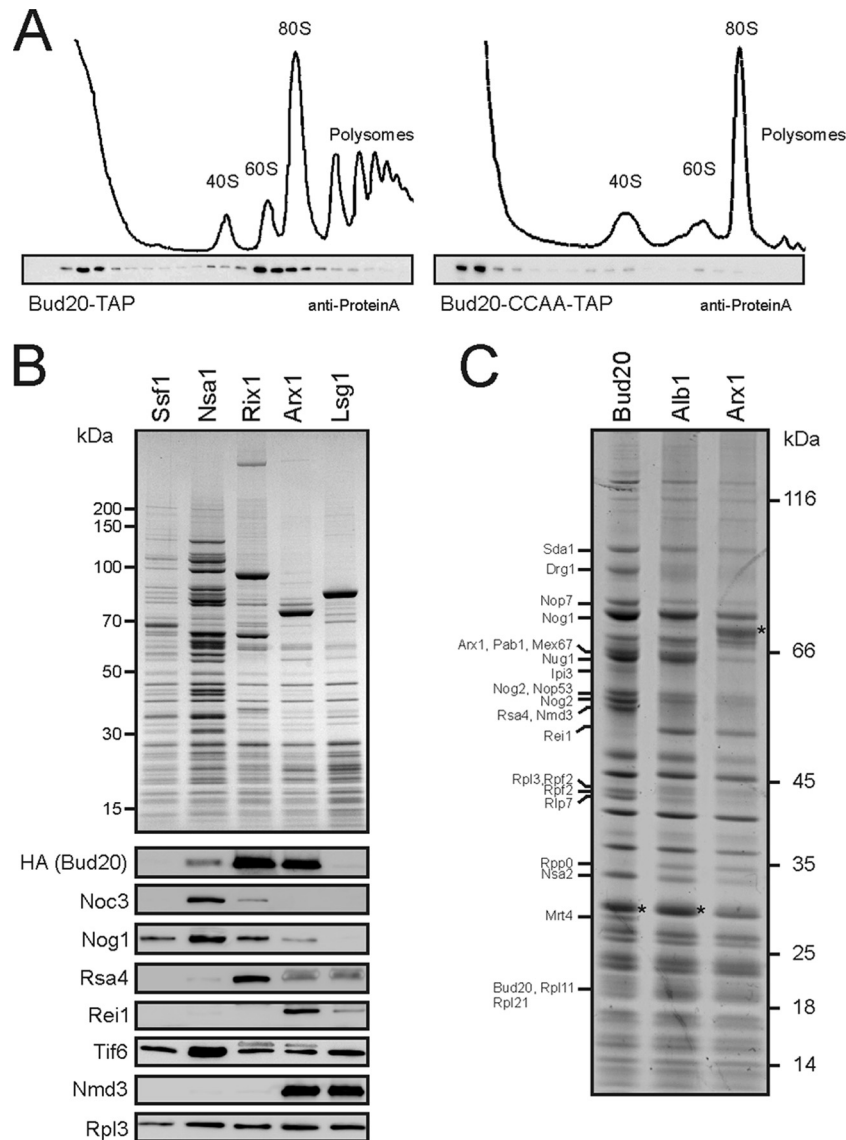 A
80S
Polysomes
60S
40S
Bud20-TAP
anti-ProteinA
80S
Polysomes
60S
40S
Bud20-CCAA-TAP
anti-ProteinA
B
Ssf1
Nsa1
Rix1
Arx1
Lsg1
kDa
200
150
100
70
50
30
15
HA (Bud20)
Noc3
Nog1
Rsa4
Rei1
Tif6
Nmd3
Rpl3
C
Bud20
Alb1
Arx1
kDa
116
66
45
35
25
18
14
Sda1
Drg1
Nop7
Nog1
Arx1, Pab1, Mex67
Nug1
Ipi3
Nog2, Nop53
Nog2
Rsa4, Nmd3
Rei1
Rpl3,Rpf2
Rpf2
Rlp7
Rpp0
Nsa2
Mrt4
Bud20, Rpl11
Rpl21
*
* *